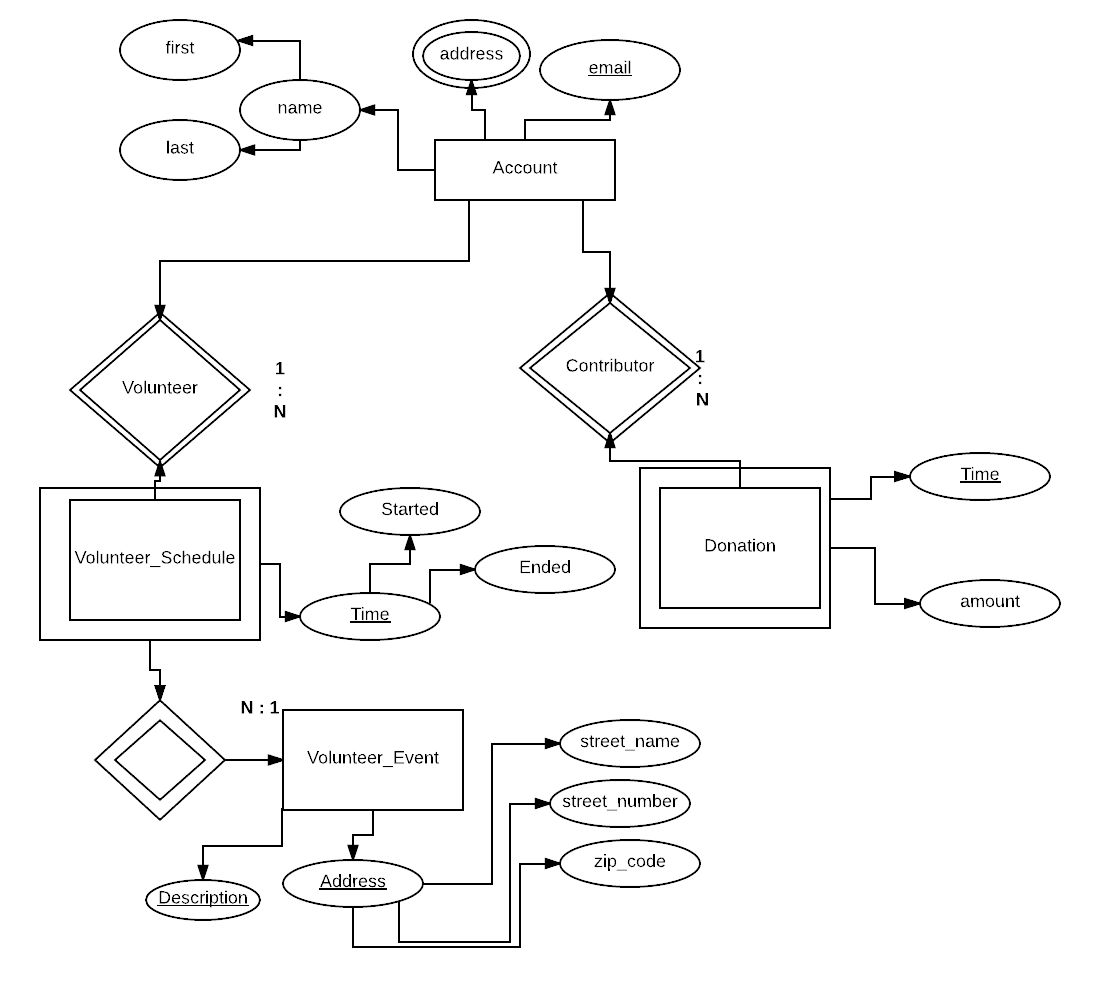 first
address
email
name
last
Account
Volunteer
1
:
N
Contributor
1
:
N
Volunteer_Schedule
Started
Ended
Time
Donation
Time
amount
N : 1
Volunteer_Event
street_name
street_number
zip_code
Address
Description